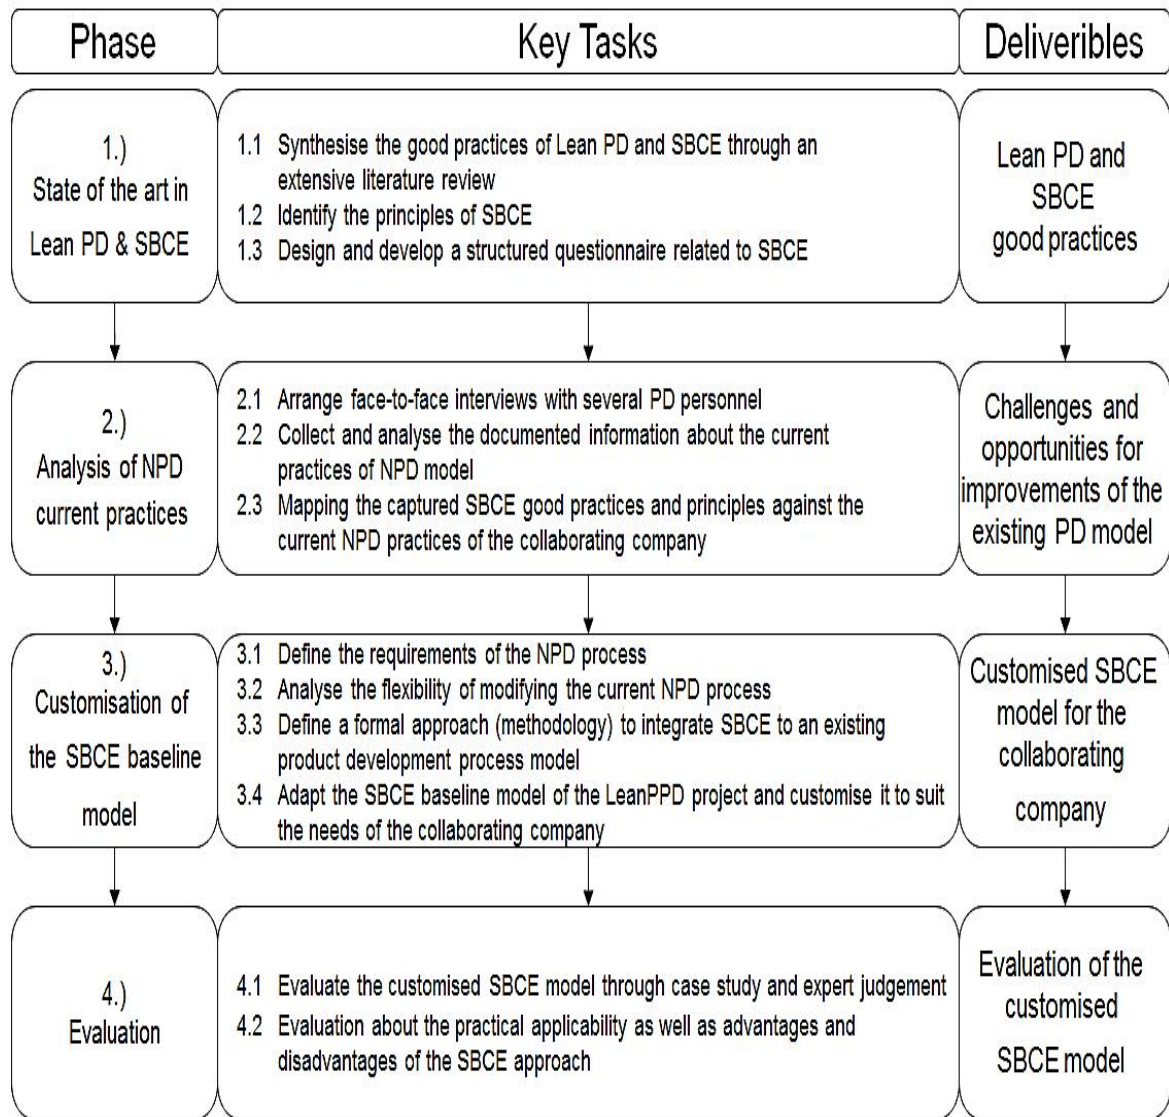 Phase
Key Tasks
Deliveribles
1.)
State of the art in
Lean PD & SBCE
1.1 Synthesise the good practices of Lean PD and SBCE through an
extensive literature review
1.2 Identify the principles of SBCE
1.3 Design and develop a structured questionnaire related to SBCE
Lean PD and
SBCE
good practices
2.)
Analysis of NPD
current practices
2.1 Arrange face-to-face interviews with several PD personnel
2.2 Collect and analyse the documented information about the current
practices of NPD model
2.3 Mapping the captured SBCE good practices and principles against the
current NPD practices of the collaborating company
Challenges and
opportunities for
improvements of the
existing PD model
3.)
Customisation of
the SBCE baseline
model
3.1 Define the requirements of the NPD process
3.2 Analyse the flexibility of modifying the current NPD process
3.3 Define a formal approach (methodology) to integrate SBCE to an existing
product development process model
3.4 Adapt the SBCE baseline model of the LeanPPD project and customise it to suit
the needs of the collaborating company
Customised SBCE
model for the
collaborating
company
4.)
Evaluation
4.1 Evaluate the customised SBCE model through case study and expert judgement
4.2 Evaluation about the practical applicability as well as advantages and
disadvantages of the SBCE approach
Evaluation of the
customised
SBCE model